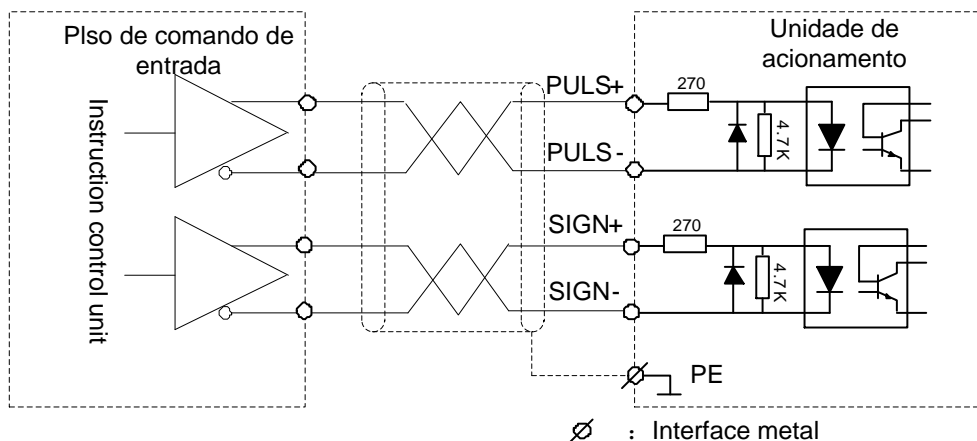 PIso de comando de
entrada
Instruction control unit
Unidade de
acionamento
PULS+
270
4.7K
PULS-
SIGN+
270
4.7K
SIGN-
PE
: Interface metal